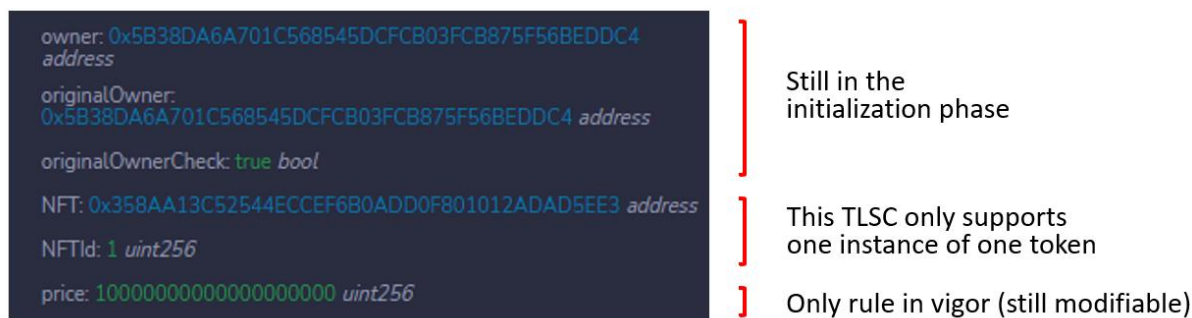 owner: 0x5B38DA6A701C568545DCFCB03FCB875F56BEDDC4
address
originalOwner:
0x5B38DA6A701C568545DCFCB03FCB875F56BEDDC4 address
originalOwnerCheck: true bool
NFT: 0x358AA13C52544ECCEF6B0ADD0F801012ADAD5EE3 address
NFTId: 1 uint256
price: 10000000000000000000 uint256
Still in the
initialization phase
This TLSC only supports
one instance of one token
Only rule in vigor (still modifiable)